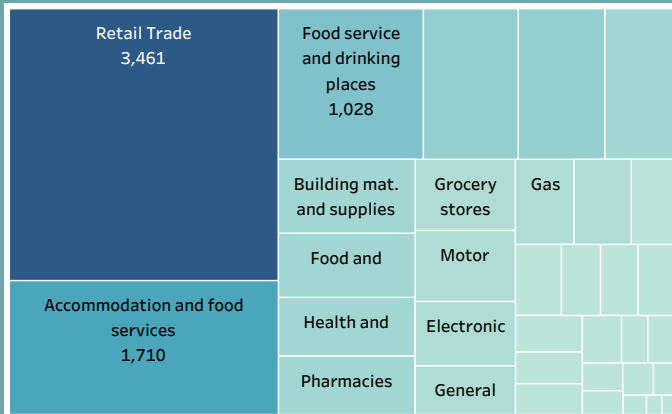 Retail Trade
3,461
Accommodation and food
services
1,710
Food service
and drinking
places
1,028
Building mat.
and supplies
Food and
Health and
Pharmacies
Grocery
stores
Motor
Electronic
General
Gas